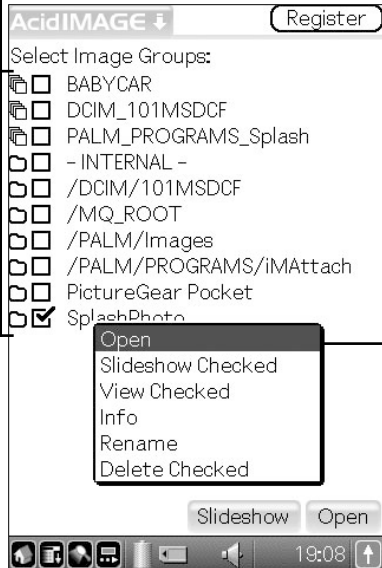 AcidIMAGE
Register
Select Image Groups:
BABYCAR
DCIM_101MSDCF
PALM_PROGRAMS_Splash
- INTERNAL -
/DCIM/101MSDCF
/MQ_ROOT
/PALM/Images
/PALM/PROGRAMS/iMAttach
PictureGear Pocket
SplashPhoto
Open
Slideshow Checked
View Checked
Info
Rename
Delete Checked
Slideshow Open
19:08